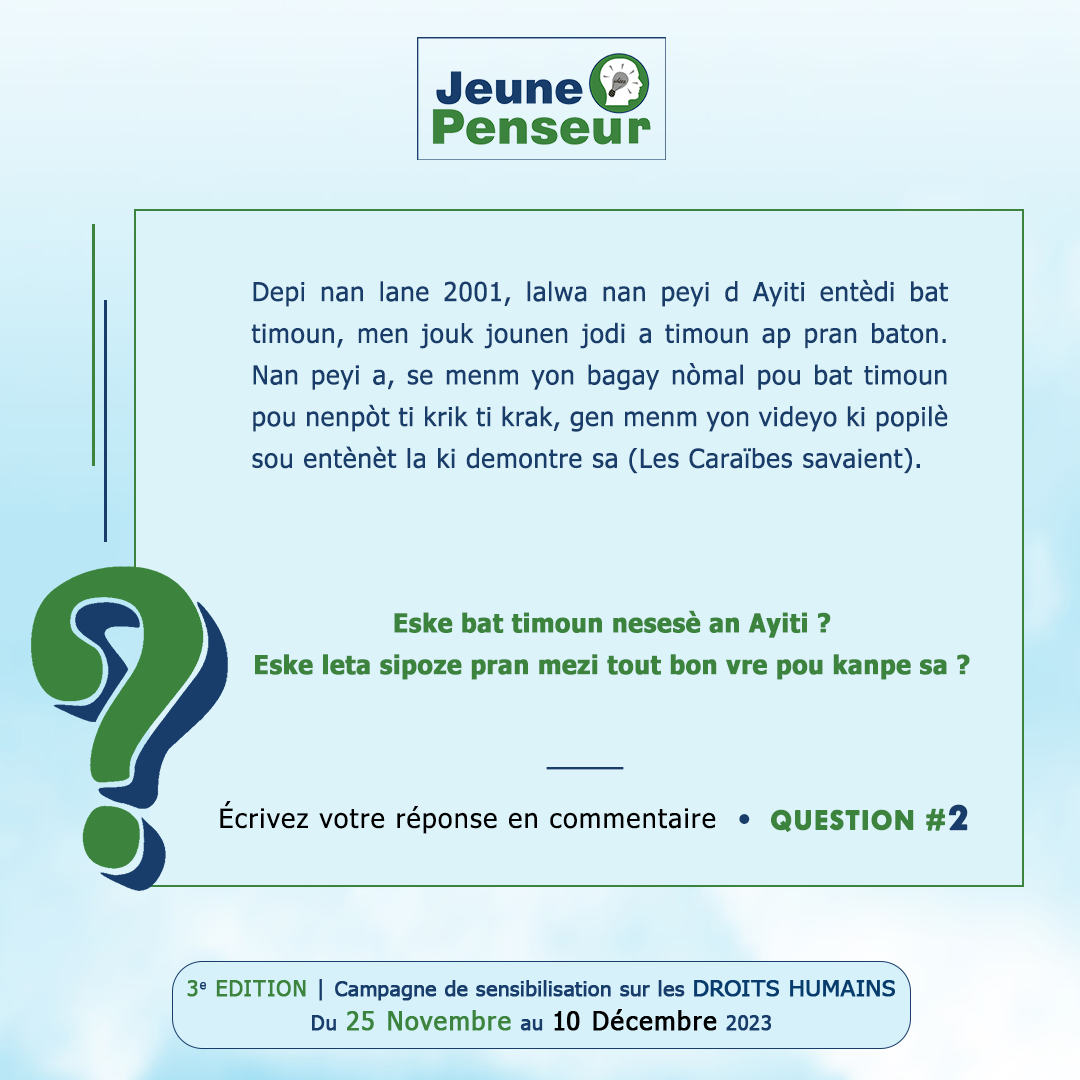 Jeune
Penseur
Depi nan lane 2001, lalwa nan peyi d Ayiti entèdi bat
timoun, men jouk jounen jodi a timoun ap pran baton.
Nan peyi a, se menm yon bagay nòmal pou bat timoun
pou nenpòt ti krik ti krak, gen menm yon videyo ki popilè
sou entènèt la ki demontre sa (Les Caraïbes savaient).
Eske bat timoun nesesè an Ayiti ?
Eske leta sipoze pran mezi tout bon vre pou kanpe sa ?
Écrivez votre réponse en commentaire • QUESTION #2
3e EDITION | Campagne de sensibilisation sur les DROITS HUMAINS
Du 25 Novembre au 10 Décembre 2023